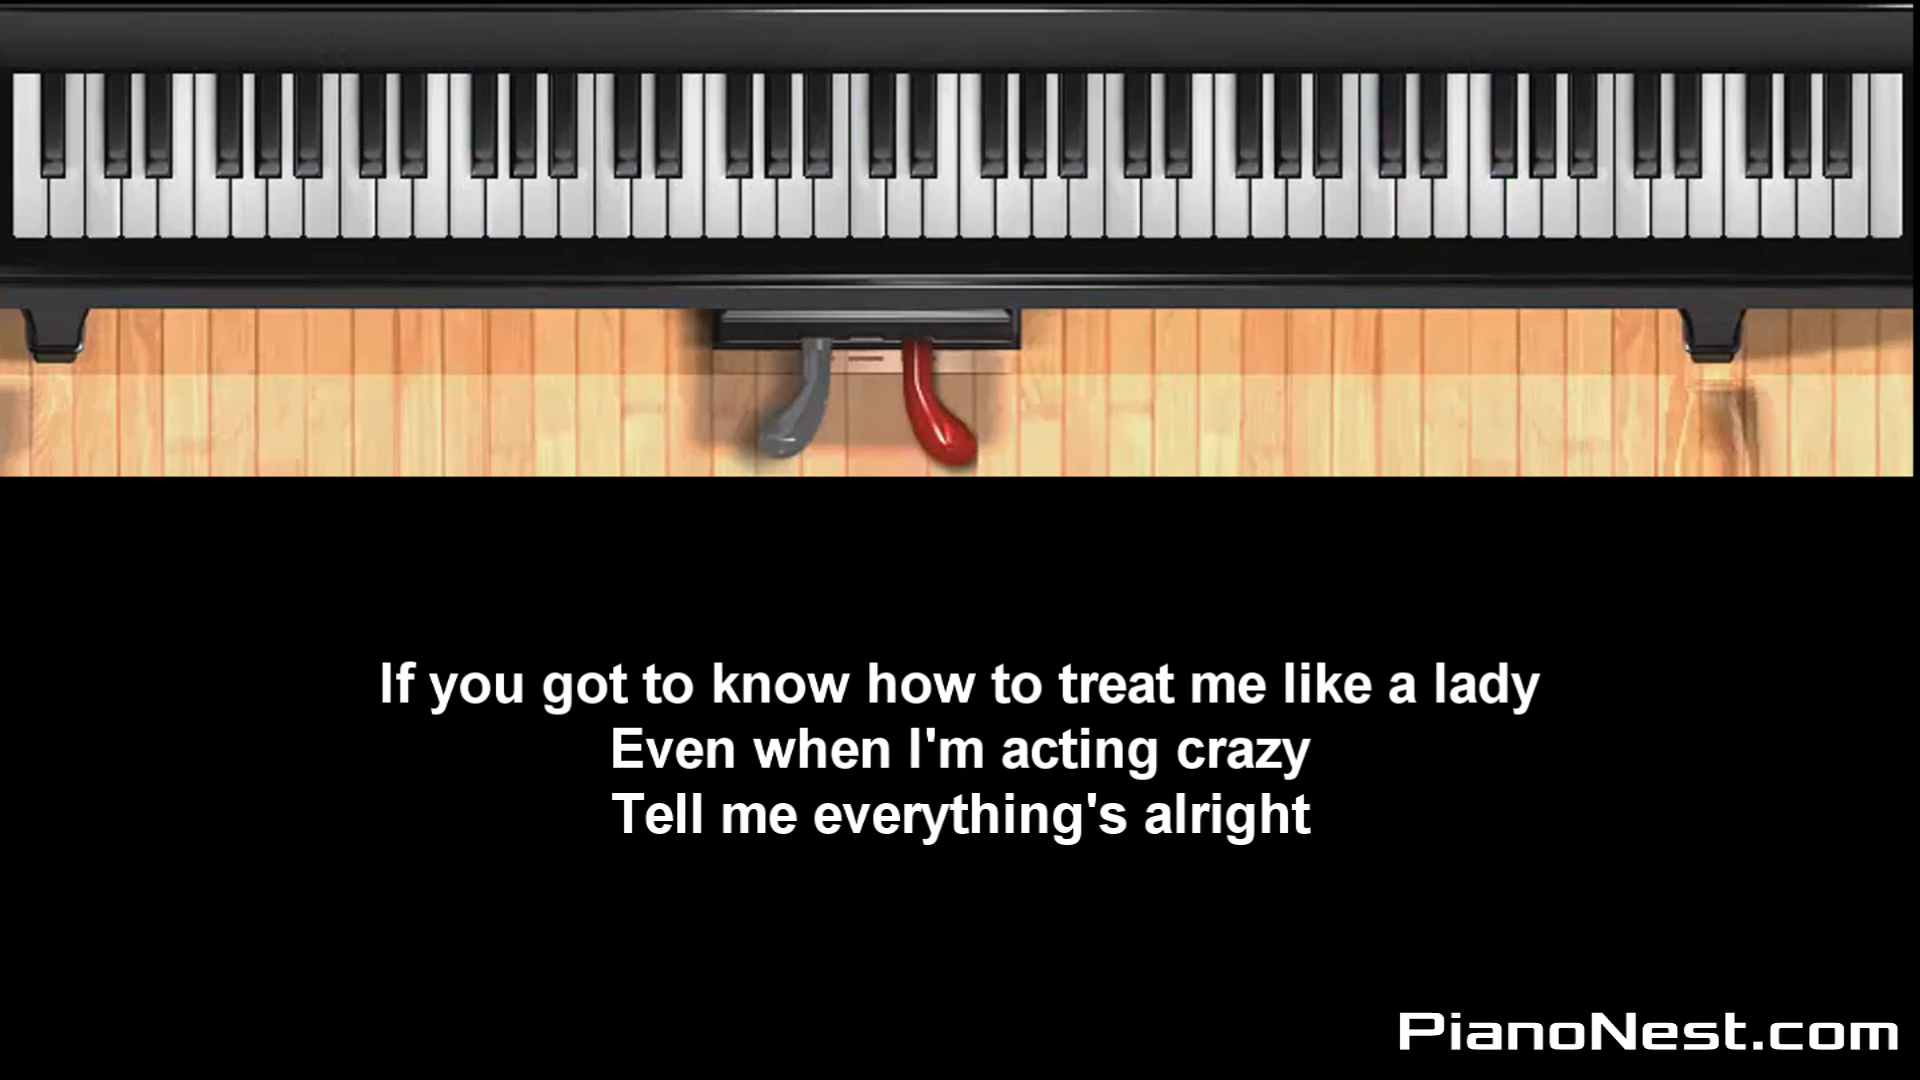 If you got to know how to treat me like a lady
Even when I'm acting crazy
Tell me everything's alright
PianoNest.com